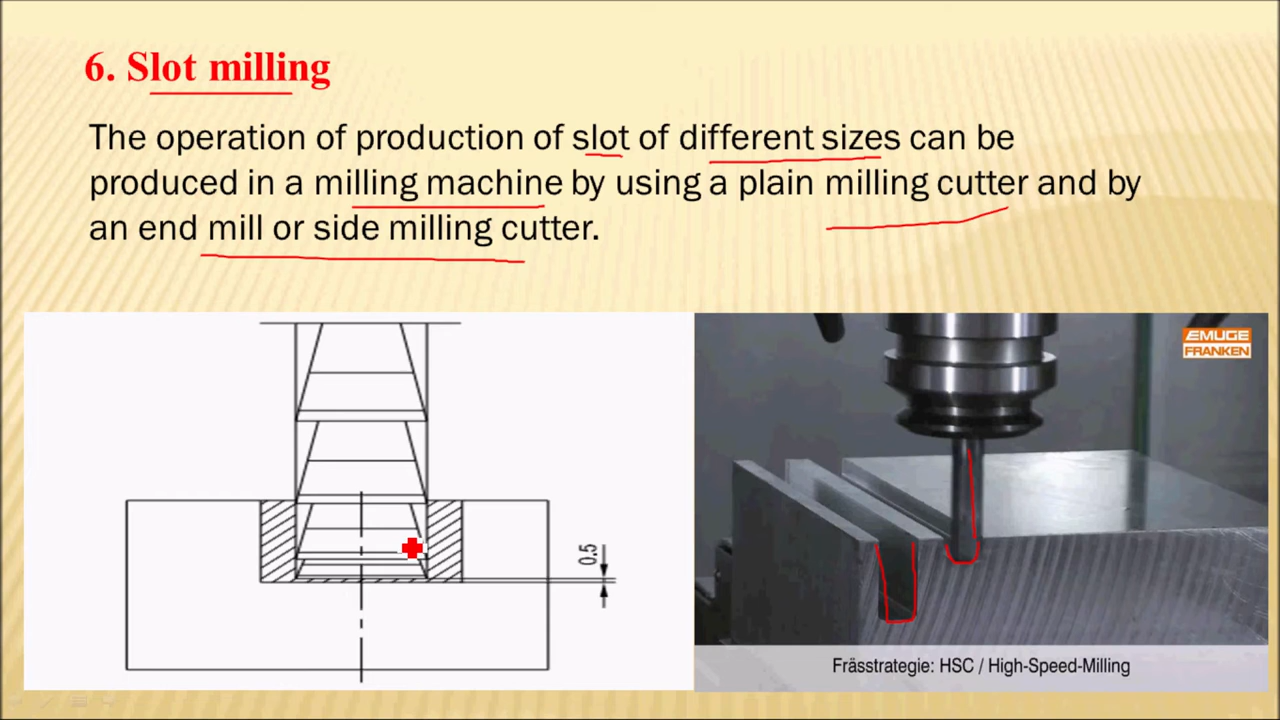 6. Slot milling
The operation of production of slot of different sizes can be
produced in a milling machine by using a plain milling cutter and by
an end mill or side milling cutter.
0.5
EMUGE
FRANKEN
Frässtrategie: HSC / High-Speed-Milling